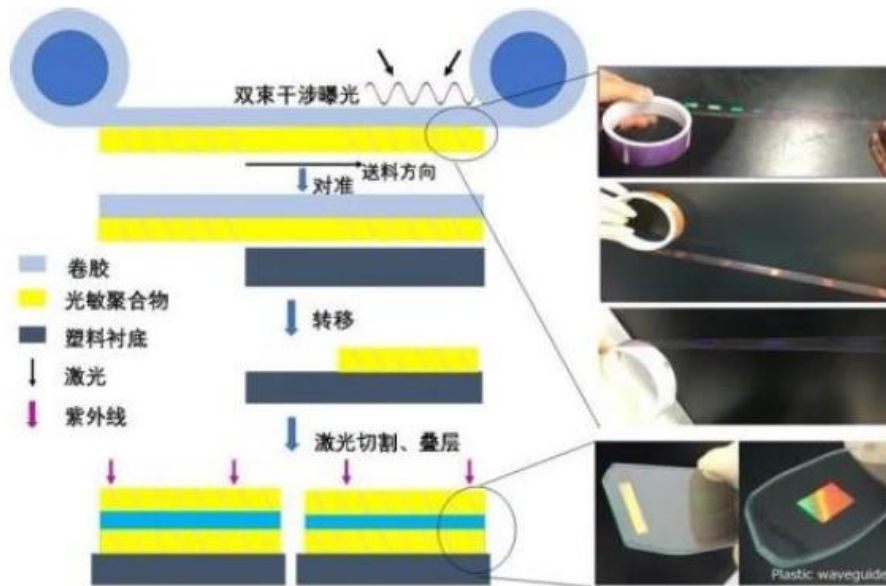 双束干涉曝光
送料方向
对准
卷胶
光敏聚合物
转移
塑料衬底
激光
紫外线
激光切割、叠层
Plastic waveguide